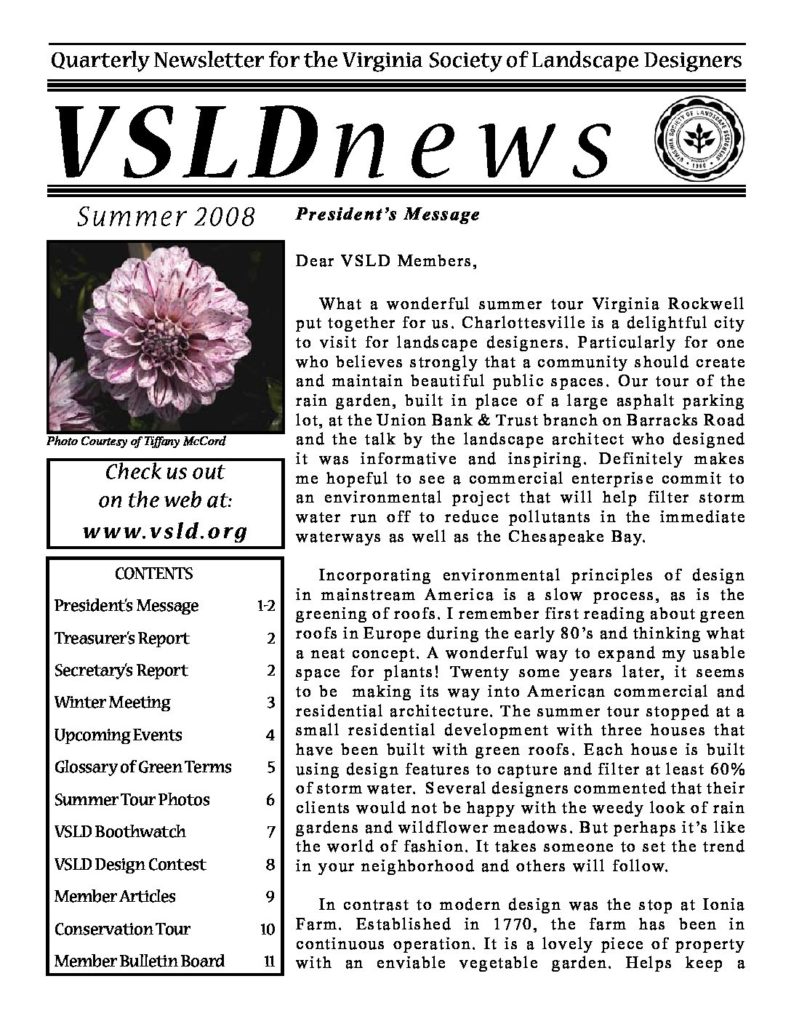 Quarterly Newsletter for the Virginia Society of Landscape Designers
VSLDnews
VIRGINIA SOCIETY OF LANDSCAPE DESIGNERS
Summer 2008
Photo Courtesy of Tiffany McCord
Check us out
on the web at:
www.vsld.org
CONTENTS
President's Message 1-2
Treasurer's Report 2
Secretary's Report 2
Winter Meeting 3
Upcoming Events 4
Glossary of Green Terms 5
Summer Tour Photos 6
VSLD Boothwatch 7
VSLD Design Contest 8
Member Articles 9
Conservation Tour 10
Member Bulletin Board 11
President's Message
Dear VSLD Members,
What a wonderful summer tour Virginia Rockwell
put together for us. Charlottesville is a delightful city
to visit for landscape designers. Particularly for one
who believes strongly that a community should create
and maintain beautiful public spaces. Our tour of the
rain garden, built in place of a large asphalt parking
lot, at the Union Bank & Trust branch on Barracks Road
and the talk by the landscape architect who designed
it was informative and inspiring. Definitely makes
me hopeful to see a commercial enterprise commit to
an environmental project that will help filter storm
water run off to reduce pollutants in the immediate
waterways as well as the Chesapeake Bay.
Incorporating environmental principles of design
in mainstream America is a slow process, as is the
greening of roofs. I remember first reading about green
roofs in Europe during the early 80's and thinking what
a neat concept. A wonderful way to expand my usable
space for plants! Twenty some years later, it seems
to be making its way into American commercial and
residential architecture. The summer tour stopped at a
small residential development with three houses that
have been built with green roofs. Each house is built
using design features to capture and filter at least 60%
of storm water. Several designers commented that their
clients would not be happy with the weedy look of rain
gardens and wildflower meadows. But perhaps it's like
the world of fashion. It takes someone to set the trend
in your neighborhood and others will follow.
In contrast to modern design was the stop at Ionia
Farm. Established in 1770, the farm has been in
continuous operation. It is a lovely piece of property
with an enviable vegetable garden. Helps keep a